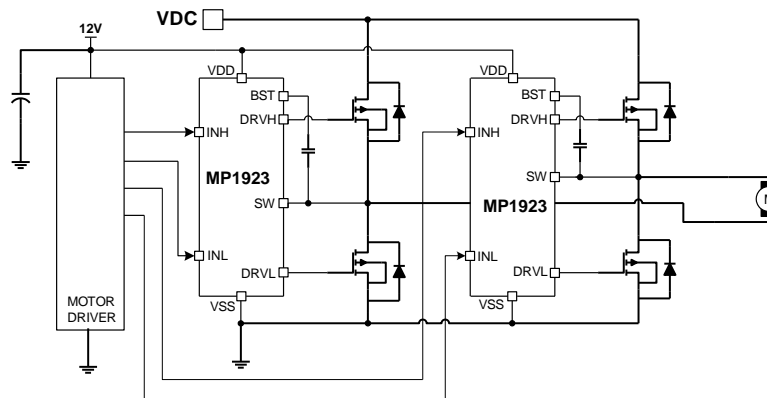 12V
VDC
VDD
BST
DRVH
INH
MP1923
SW
INL
DRVL
VSS
MOTOR
DRIVER
VDD
BST
DRVH
INH
SW
MP1923
INL
DRVL
VSS